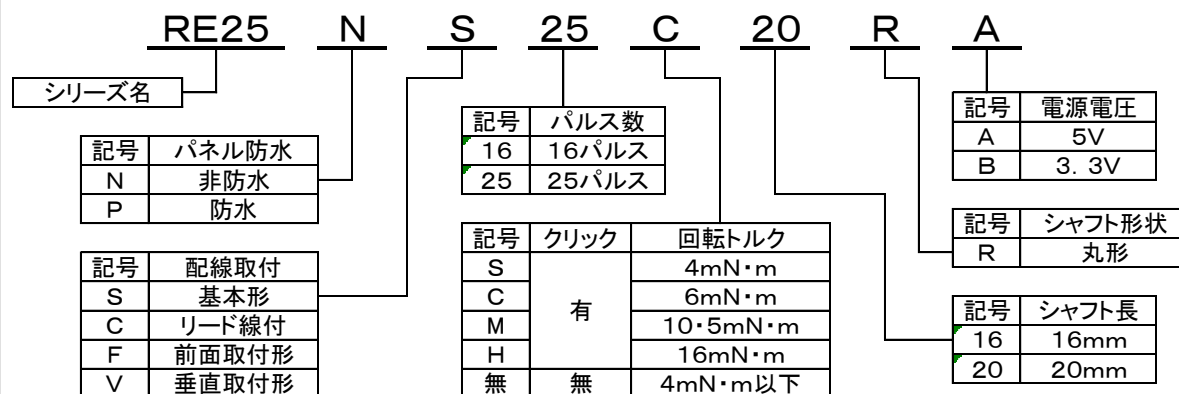 RE25 N S 25 C 20 R A
シリーズ名
記号 パネル防水
N 非防水
P 防水
記号 配線取付
S 基本形
C リード線付
F 前面取付形
V 垂直取付形
記号 パルス数
16 16パルス
25 25パルス
記号 クリック 回転トルク
S 有 4mN・m
C 6mN・m
M 10・5mN・m
H 16mN・m
無 無 4mN・m以下
記号 電源電圧
A 5V
B 3．3V
記号 シャフト形状
R 丸形
記号 シャフト長
16 16mm
20 20mm